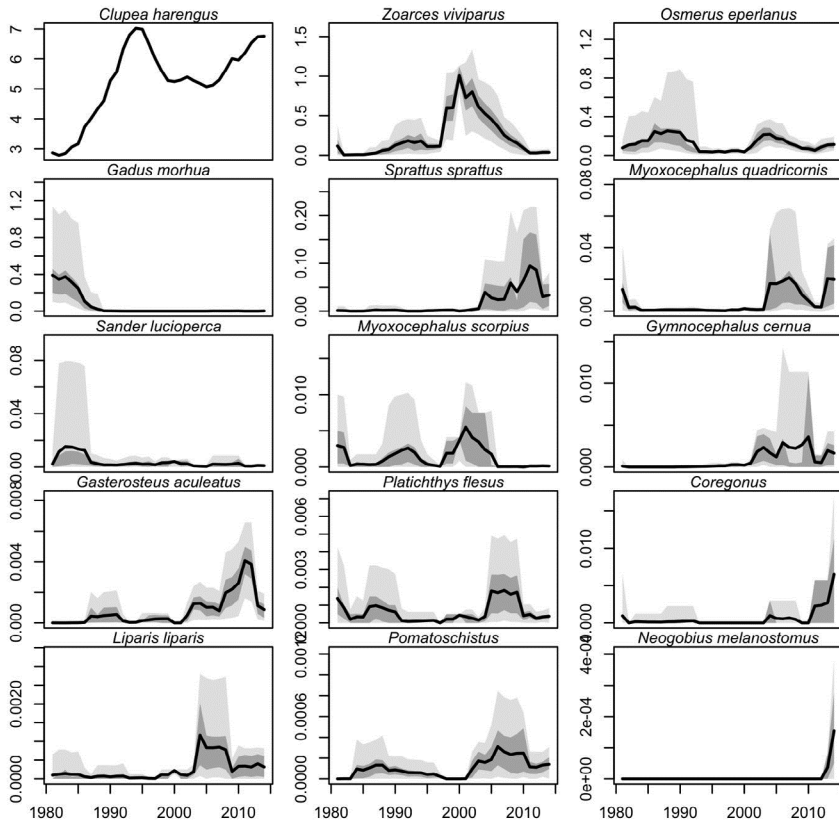 Clupea harengus
7
6
5
4
3
Zoarces viviparus
1.5
1.0
0.5
0.0
Osmerus eperlanus
1.2
0.8
0.4
0.0
Gadus morhua
1.2
0.8
0.4
0.0
Sprattus sprattus
0.20
0.10
0.00
Myoxocephalus quadricornis
0.08
0.04
0.00
Sander lucioperca
0.08
0.04
0.00
Myoxocephalus scorpius
0.010
0.000
Gymnocephalus cernua
0.010
0.000
Gasterosteus aculeatus
0.008
0.004
0.000
Platichthys flesus
0.006
0.003
0.000
Coregonus
0.010
0.000
Liparis liparis
0.0020
0.0000
Pomatoschistus
0.0012
0.0006
0.0000
Neogobius melanostomus
4e-04
2e-04
0e+00
1980 1990 2000 2010
1980 1990 2000 2010
1980 1990 2000 2010